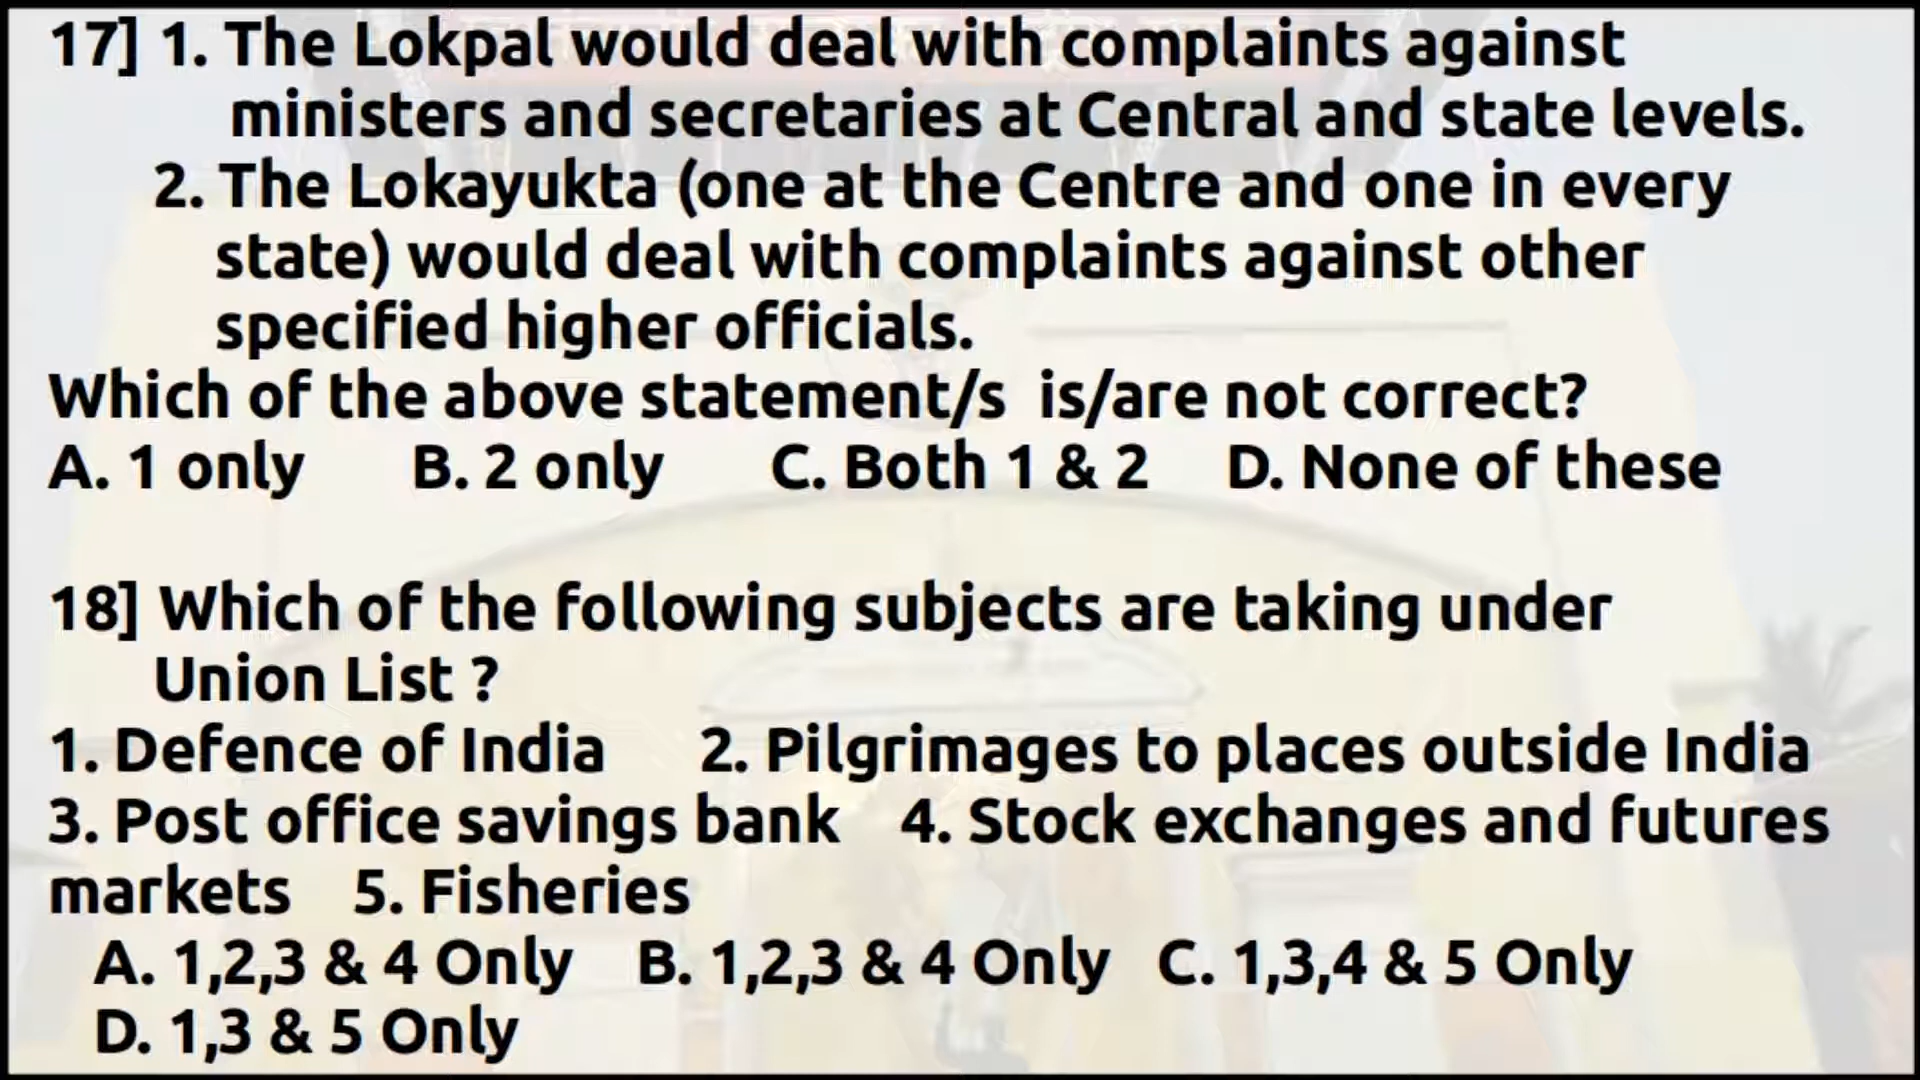 17] 1. The Lokpal would deal with complaints against
ministers and secretaries at Central and state levels.
2. The Lokayukta (one at the Centre and one in every
state) would deal with complaints against other
specified higher officials.
Which of the above statement/s is/are not correct?
A. 1 only B. 2 only C. Both 1 & 2 D. None of these
18] Which of the following subjects are taking under
Union List ?
1. Defence of India 2. Pilgrimages to places outside India
3. Post office savings bank 4. Stock exchanges and futures
markets 5. Fisheries
A. 1,2,3 & 4 Only B. 1,2,3 & 4 Only C. 1,3,4 & 5 Only
D. 1,3 & 5 Only